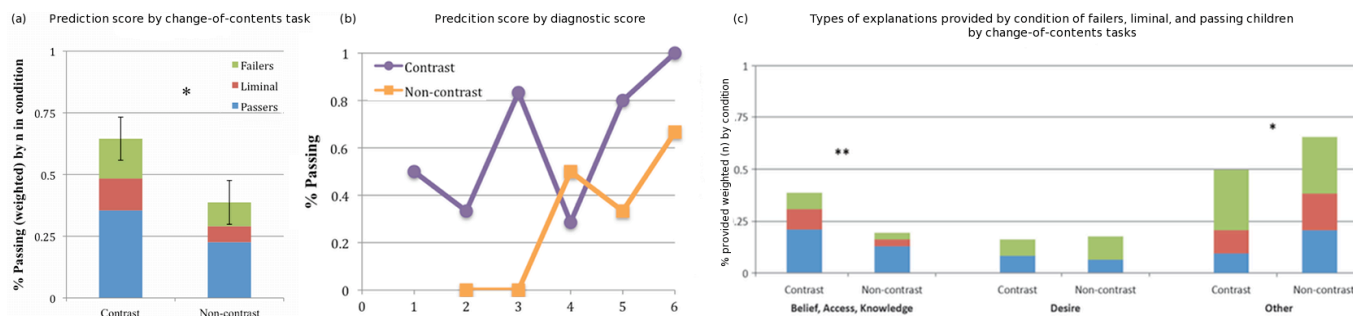 (a) Prediction score by change-of-contents task
% Passing (weighted) by n in condition
1
0.75
0.5
0.25
0
*
Failers
Liminal
Passers
Contrast Non-contrast
(b) Predcition score by diagnostic score
% Passing
1
0.8
0.6
0.4
0.2
0
Contrast
Non-contrast
0 1 2 3 4 5 6
(c) Types of explanations provided by condition of failers, liminal, and passing children
by change-of-contents tasks
% provided weighted (n) by condition
1
.75
0.5
.25
0
**
*
Contrast Non-contrast Contrast Non-contrast Contrast Non-contrast
Belief, Access, Knowledge Desire Other